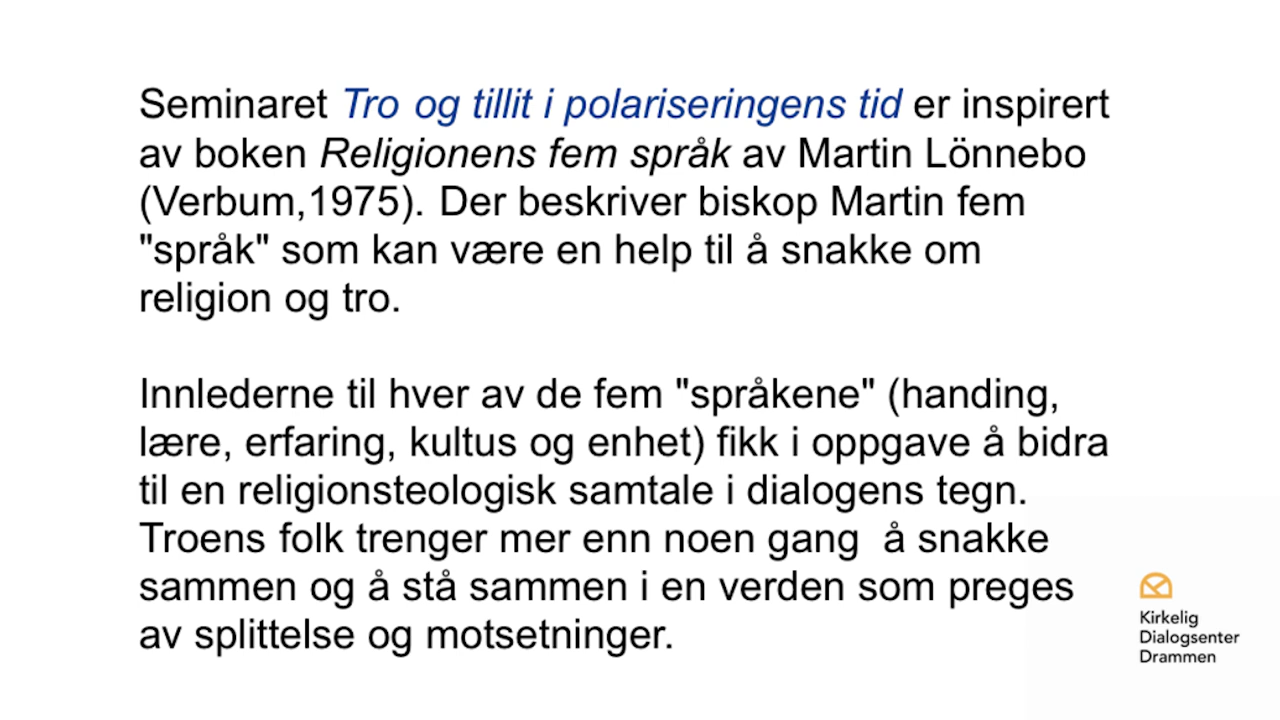 Seminaret Tro og tillit i polariseringens tid er inspirert
av boken Religionens fem språk av Martin Lönnebo
(Verbum,1975). Der beskriver biskop Martin fem
"språk" som kan være en help til å snakke om
religion og tro.
Innlederne til hver av de fem "språkene" (handing,
lære, erfaring, kultus og enhet) fikk i oppgave å bidra
til en religionsteologisk samtale i dialogens tegn.
Troens folk trenger mer enn noen gang  å snakke
sammen og å stå sammen i en verden som preges
av splittelse og motsetninger.
Kirkelig
Dialogsenter
Drammen